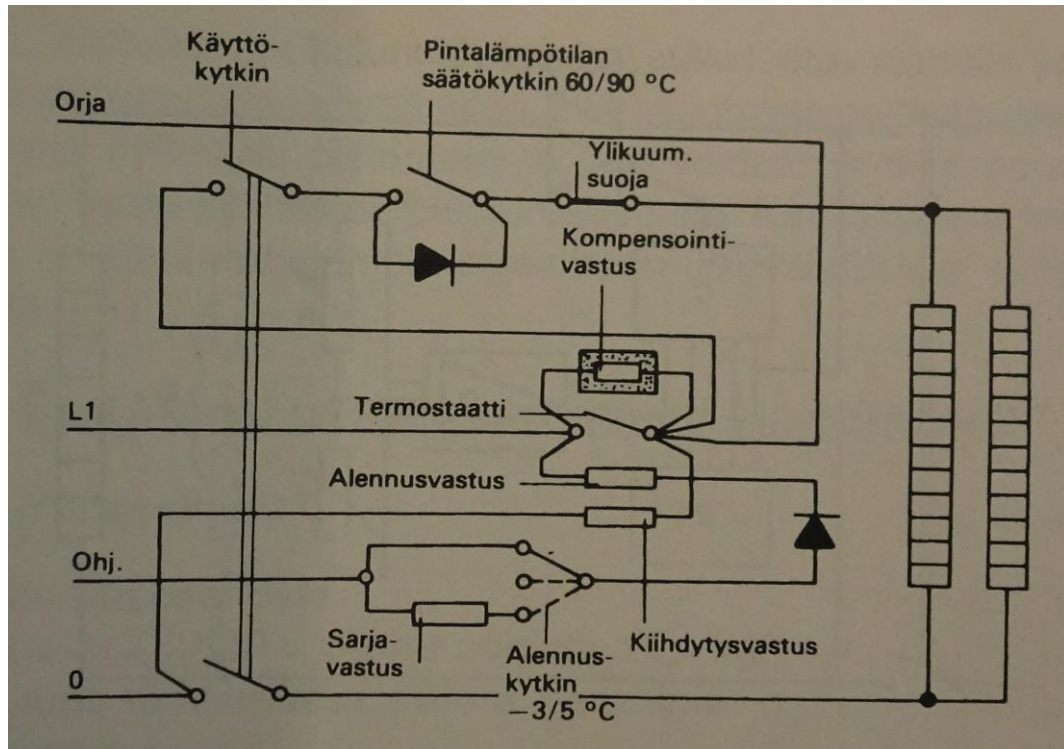 Käyttö-
kytkin
Pintalämpötilan
säätökytkin 60/90 °C
Orja
Ylikuum.
suoja
Kompensointi-
vastus
Termostaatti
L1
Alennusvastus
Ohj.
Sarja-
vastus
Alennus-
kytkin
–3/5 °C
Kiihdytysvastus
0